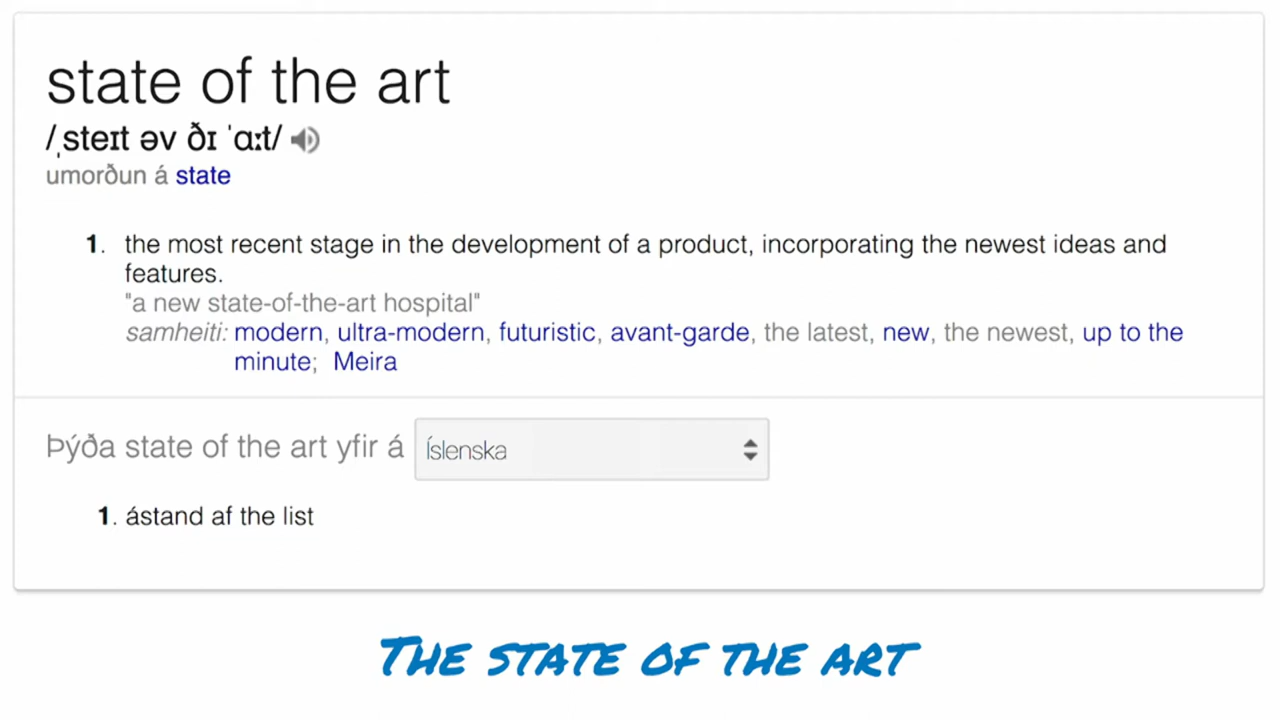 state of the art
/ˌsteɪt əv ðɪ ˈɑːt/
umorðun á state
1. the most recent stage in the development of a product, incorporating the newest ideas and
features.
"a new state-of-the-art hospital"
samheiti: modern, ultra-modern, futuristic, avant-garde, the latest, new, the newest, up to the
minute; Meira
Þýða state of the art yfir á Íslenska
1. ástand af the list
THE STATE OF THE ART